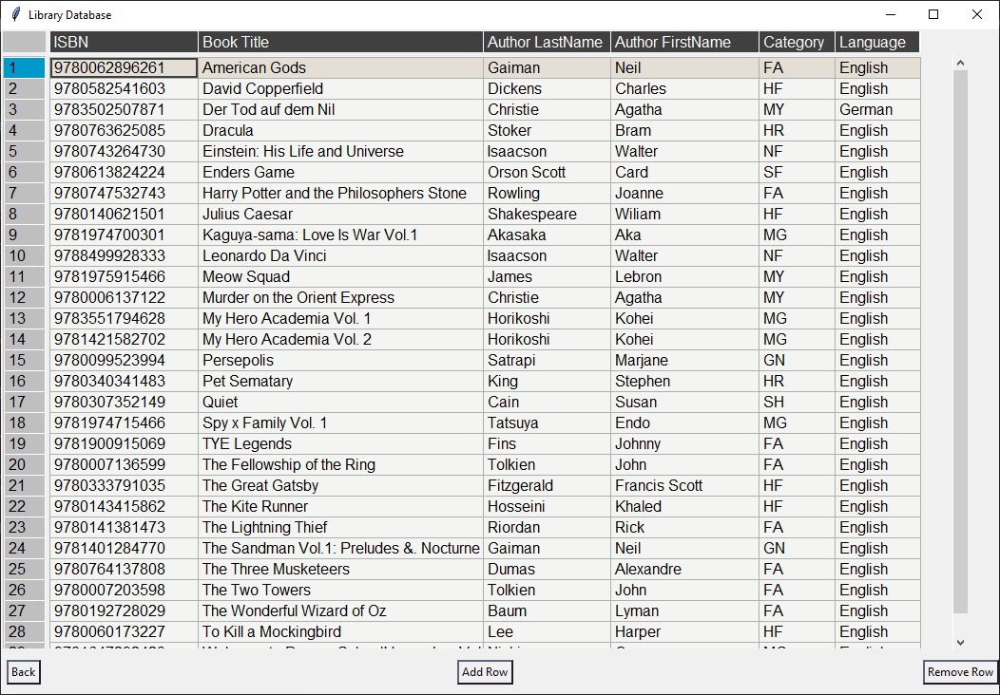 Library Database
ISBN Book Title Author LastName Author FirstName Category Language
1 9780062896261 American Gods Gaiman Neil FA English
2 9780582541603 David Copperfield Dickens Charles HF English
3 9783502507871 Der Tod auf dem Nil Christie Agatha MY German
4 9780763625085 Dracula Stoker Bram HR English
5 9780743264730 Einstein: His Life and Universe Isaacson Walter NF English
6 9780613824224 Enders Game Orson Scott Card SF English
7 9780747532743 Harry Potter and the Philosophers Stone Rowling Joanne FA English
8 9780140621501 Julius Caesar Shakespeare Wiliam HF English
9 9781974700301 Kaguya-sama: Love Is War Vol.1 Akasaka Aka MG English
10 9788499928333 Leonardo Da Vinci Isaacson Walter NF English
11 9781975915466 Meow Squad James Lebron MY English
12 9780006137122 Murder on the Orient Express Christie Agatha MY English
13 9783551794628 My Hero Academia Vol. 1 Horikoshi Kohei MG English
14 9781421582702 My Hero Academia Vol. 2 Horikoshi Kohei MG English
15 9780099523994 Persepolis Satrapi Marjane GN English
16 9780340341483 Pet Sematary King Stephen HR English
17 9780307352149 Quiet Cain Susan SH English
18 9781974715466 Spy x Family Vol. 1 Tatsuya Endo MG English
19 9781900915069 TYE Legends Fins Johnny FA English
20 9780007136599 The Fellowship of the Ring Tolkien John FA English
21 9780333791035 The Great Gatsby Fitzgerald Francis Scott HF English
22 9780143415862 The Kite Runner Hosseini Khaled HF English
23 9780141381473 The Lightning Thief Riordan Rick FA English
24 9781401284770 The Sandman Vol.1: Preludes &. Nocturne Gaiman Neil GN English
25 9780764137808 The Three Musketeers Dumas Alexandre FA English
26 9780007203598 The Two Towers Tolkien John FA English
27 9780192728029 The Wonderful Wizard of Oz Baum Lyman FA English
28 9780060173227 To Kill a Mockingbird Lee Harper HF English
Back Add Row Remove Row